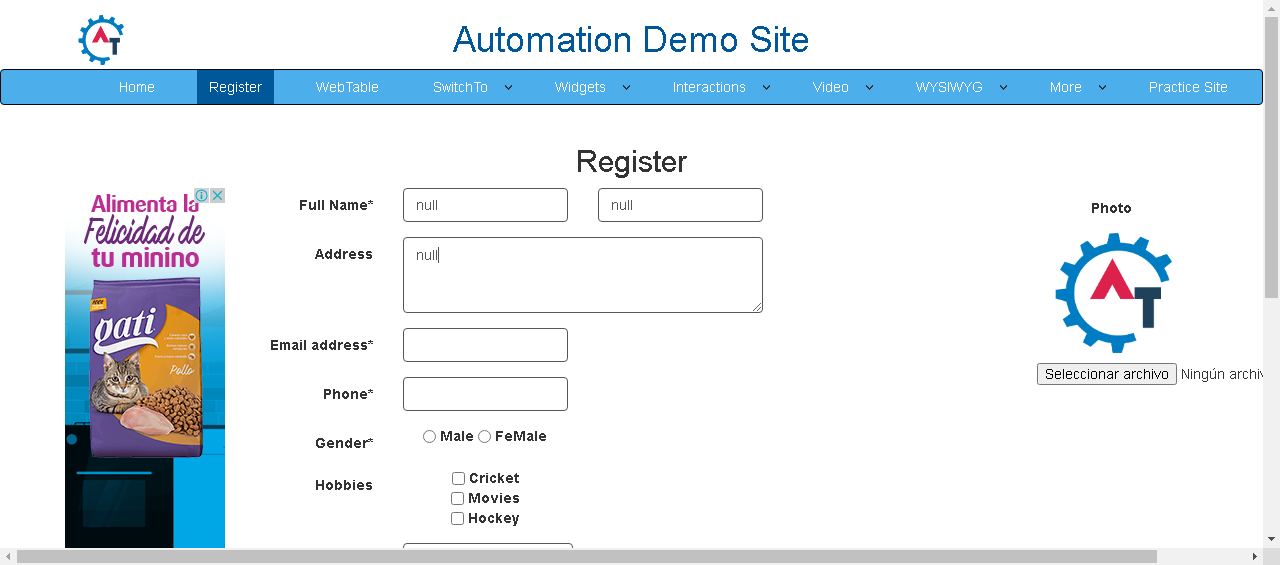 Automation Demo Site
Home Register WebTable SwitchTo Widgets Interactions Video WYSIWYG More Practice Site
Register
Alimenta la
Felicidad de
tu minino
gati
Pollo
Full Name* null null
Address null
Email address*
Phone*
Gender* Male FeMale
Hobbies Cricket
Movies
Hockey
Photo
AT
Seleccionar archivo Ningún archiv